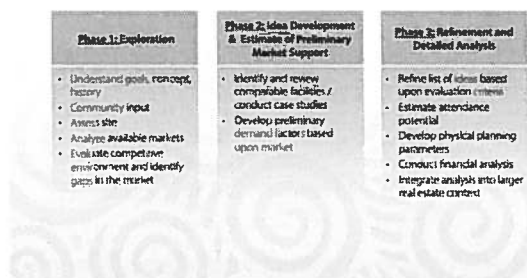 Phase 1: Exploration
• Understand goals, concept,
history
• Community input
• Assess site
• Analyze available markets
• Evaluate competitive
environment and identify
gaps in the market
Phase 2: Idea Development
& Estimate of Preliminary
Market Support
• Identify and review
comparable facilities /
conduct case studies
• Develop preliminary
demand factors based
upon market
Phase 3: Refinement and
Detailed Analysis
• Refine list of ideas based
upon evaluation criteria
• Estimate attendance
potential
• Develop physical planning
parameters
• Conduct financial analysis
• Integrate analysis into larger
real estate context